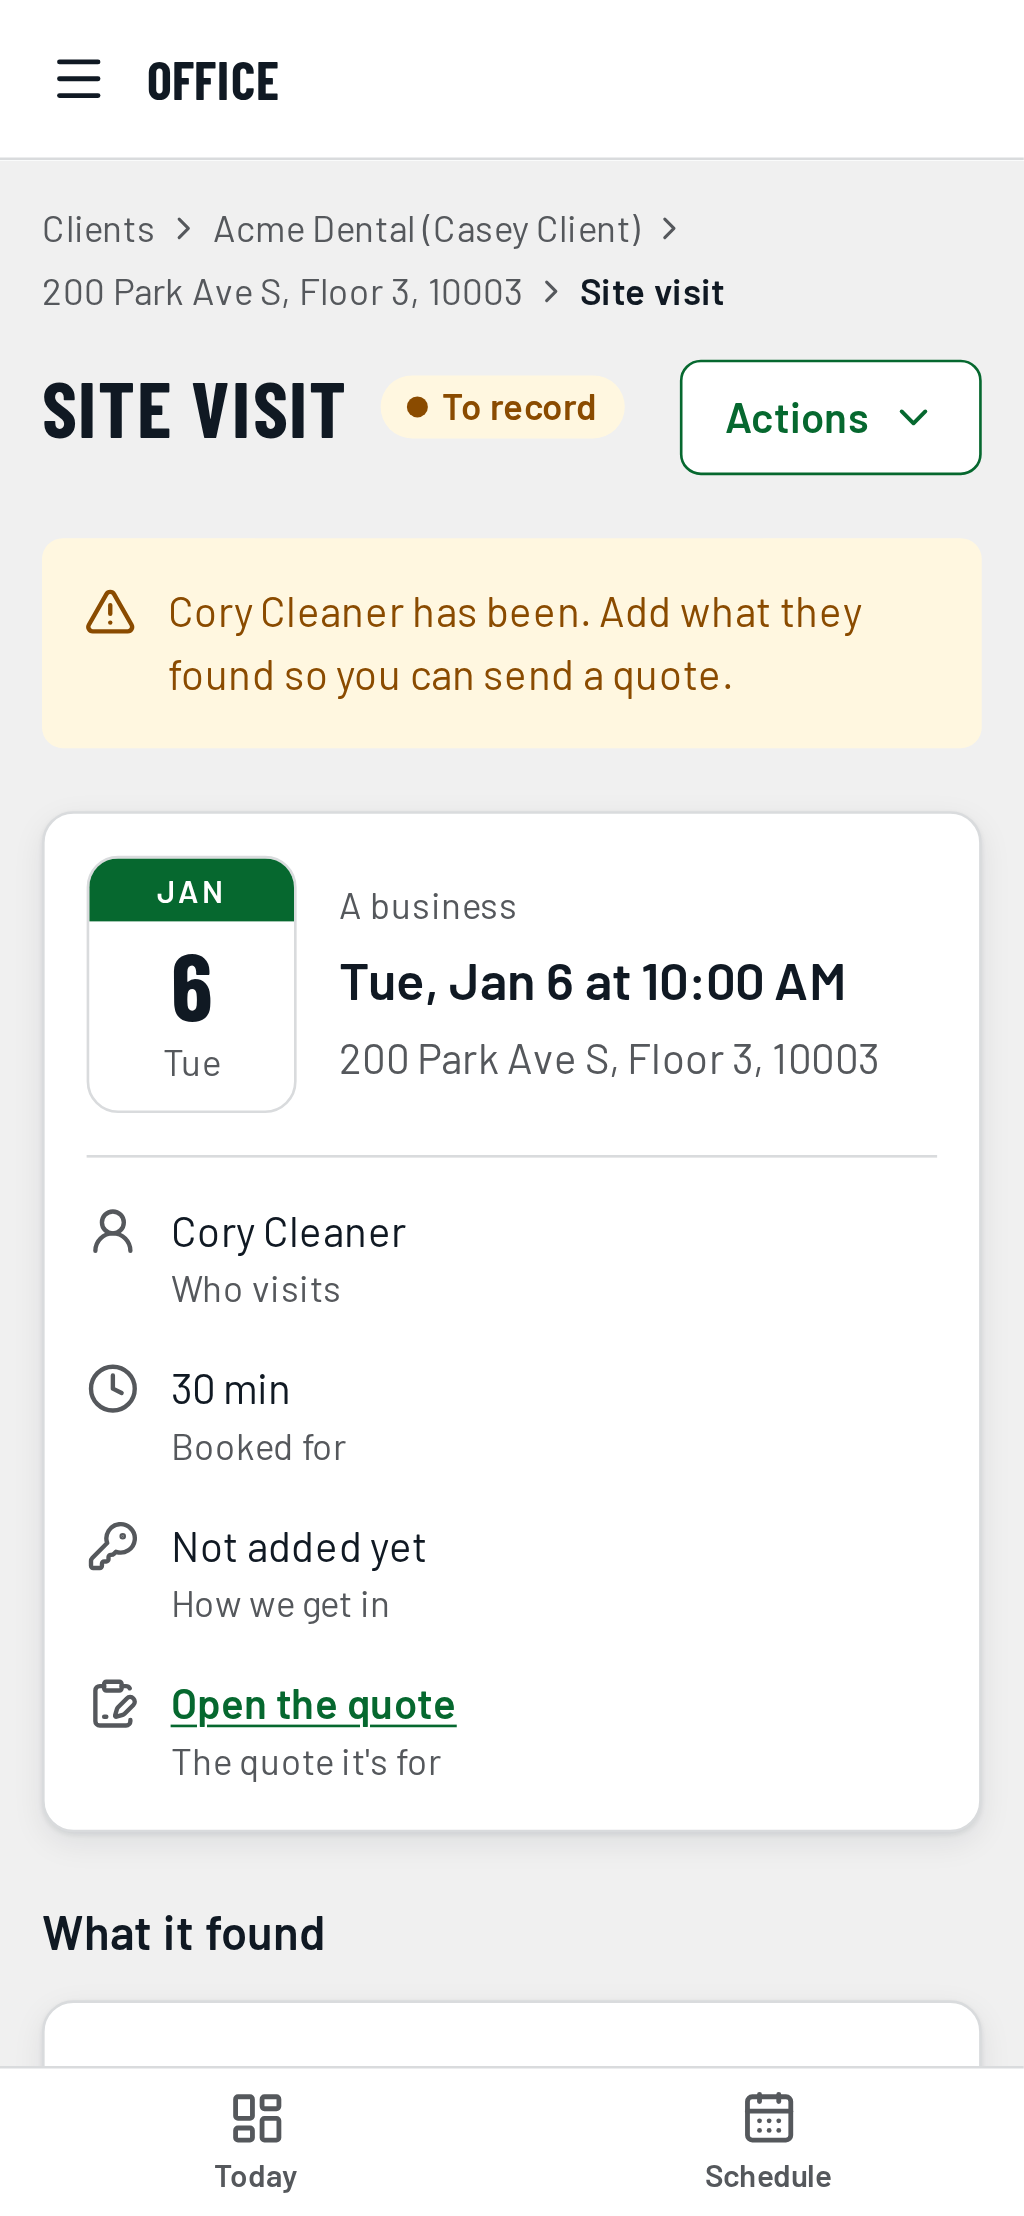 OFFICE
Clients > Acme Dental (Casey Client) >
200 Park Ave S, Floor 3, 10003 > Site visit
SITE VISIT
To record
Actions
Cory Cleaner has been. Add what they
found so you can send a quote.
JAN
6
Tue
A business
Tue, Jan 6 at 10:00 AM
200 Park Ave S, Floor 3, 10003
Cory Cleaner
Who visits
30 min
Booked for
Not added yet
How we get in
Open the quote
The quote it's for
What it found
Today
Schedule